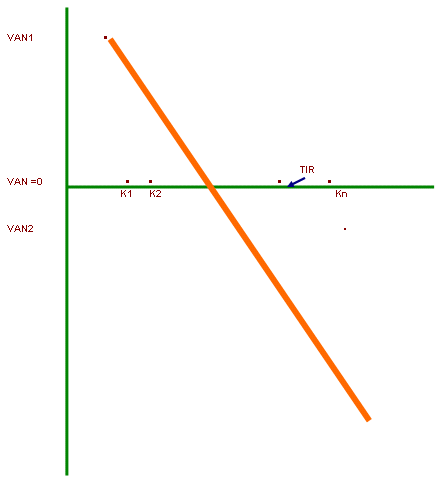 VAN1
TIR
VAN =0
K1
K2
Kn
VAN2